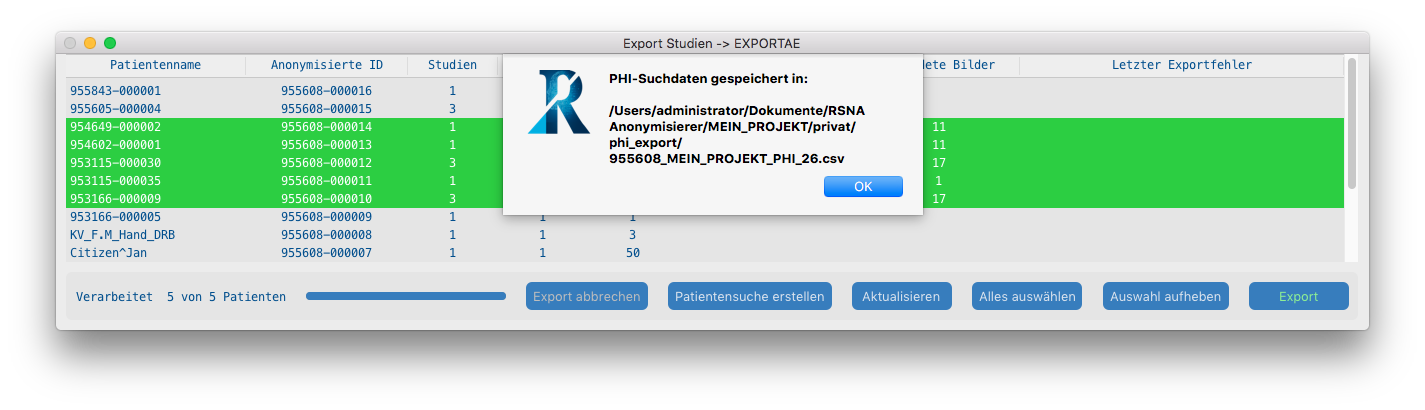 Export Studien -> EXPORTAE
Patientenname Anonymisierte ID Studien dete Bilder Letzter Exportfehler
955843-000001 955608-000016 1
955605-000004 955608-000015 3
954649-000002 955608-000014 1 11
954602-000001 955608-000013 1 11
953115-000030 955608-000012 3 17
953115-000035 955608-000011 1 1
953166-000009 955608-000010 3 17
953166-000005 955608-000009 1 1 1
KV_F.M_Hand_DRB 955608-000008 1 1 3
Citizen^Jan 955608-000007 1 1 50
PHI-Suchdaten gespeichert in:
/Users/administrator/Dokumente/RSNA
Anonymisierer/MEIN_PROJEKT/privat/
phi_export/
955608_MEIN_PROJEKT_PHI_26.csv
OK
Verarbeitet 5 von 5 Patienten Export abbrechen Patientensuche erstellen Aktualisieren Alles auswählen Auswahl aufheben Export